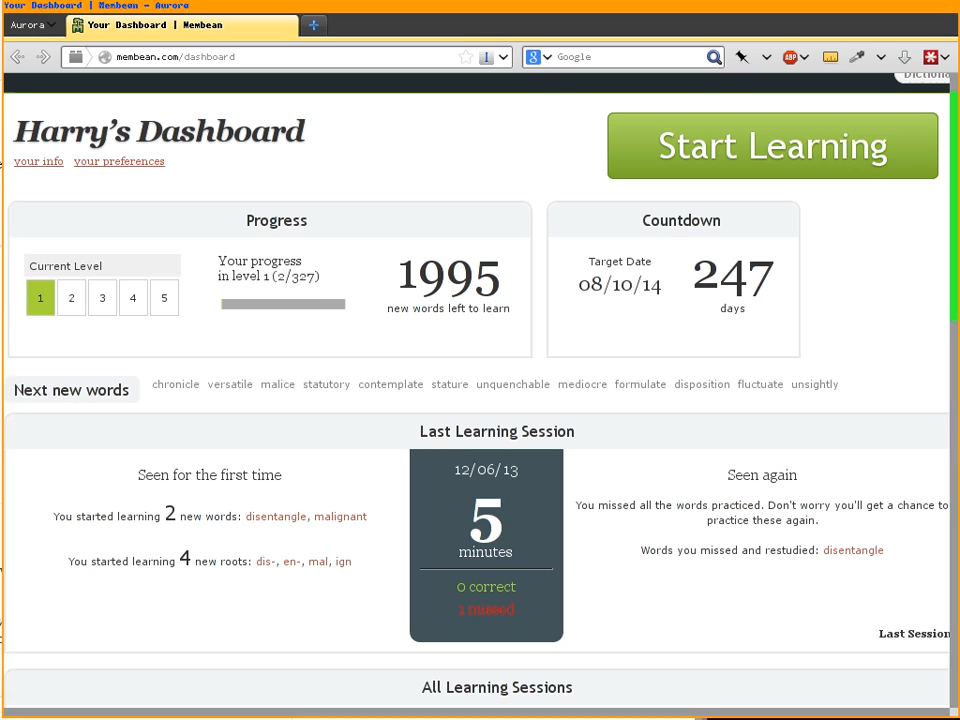 Your Dashboard | Membean - Aurora
Aurora
Your Dashboard | Membean
membean.com/dashboard
Google
ABP
Harry's Dashboard
Start Learning
your info your preferences
Progress
Countdown
Current Level
1 2 3 4 5
Your progress
in level 1 (2/327)
1995
new words left to learn
Target Date
08/10/14
247
days
Next new words
chronicle versatile malice statutory contemplate stature unquenchable mediocre formulate disposition fluctuate unsightly
Last Learning Session
Seen for the first time
You started learning 2 new words: disentangle, malignant
You started learning 4 new roots: dis-, en-, mal, ign
12/06/13
5
minutes
0 correct
1 missed
Seen again
You missed all the words practiced. Don't worry you'll get a chance to
practice these again.
Words you missed and restudied: disentangle
Last Session
All Learning Sessions